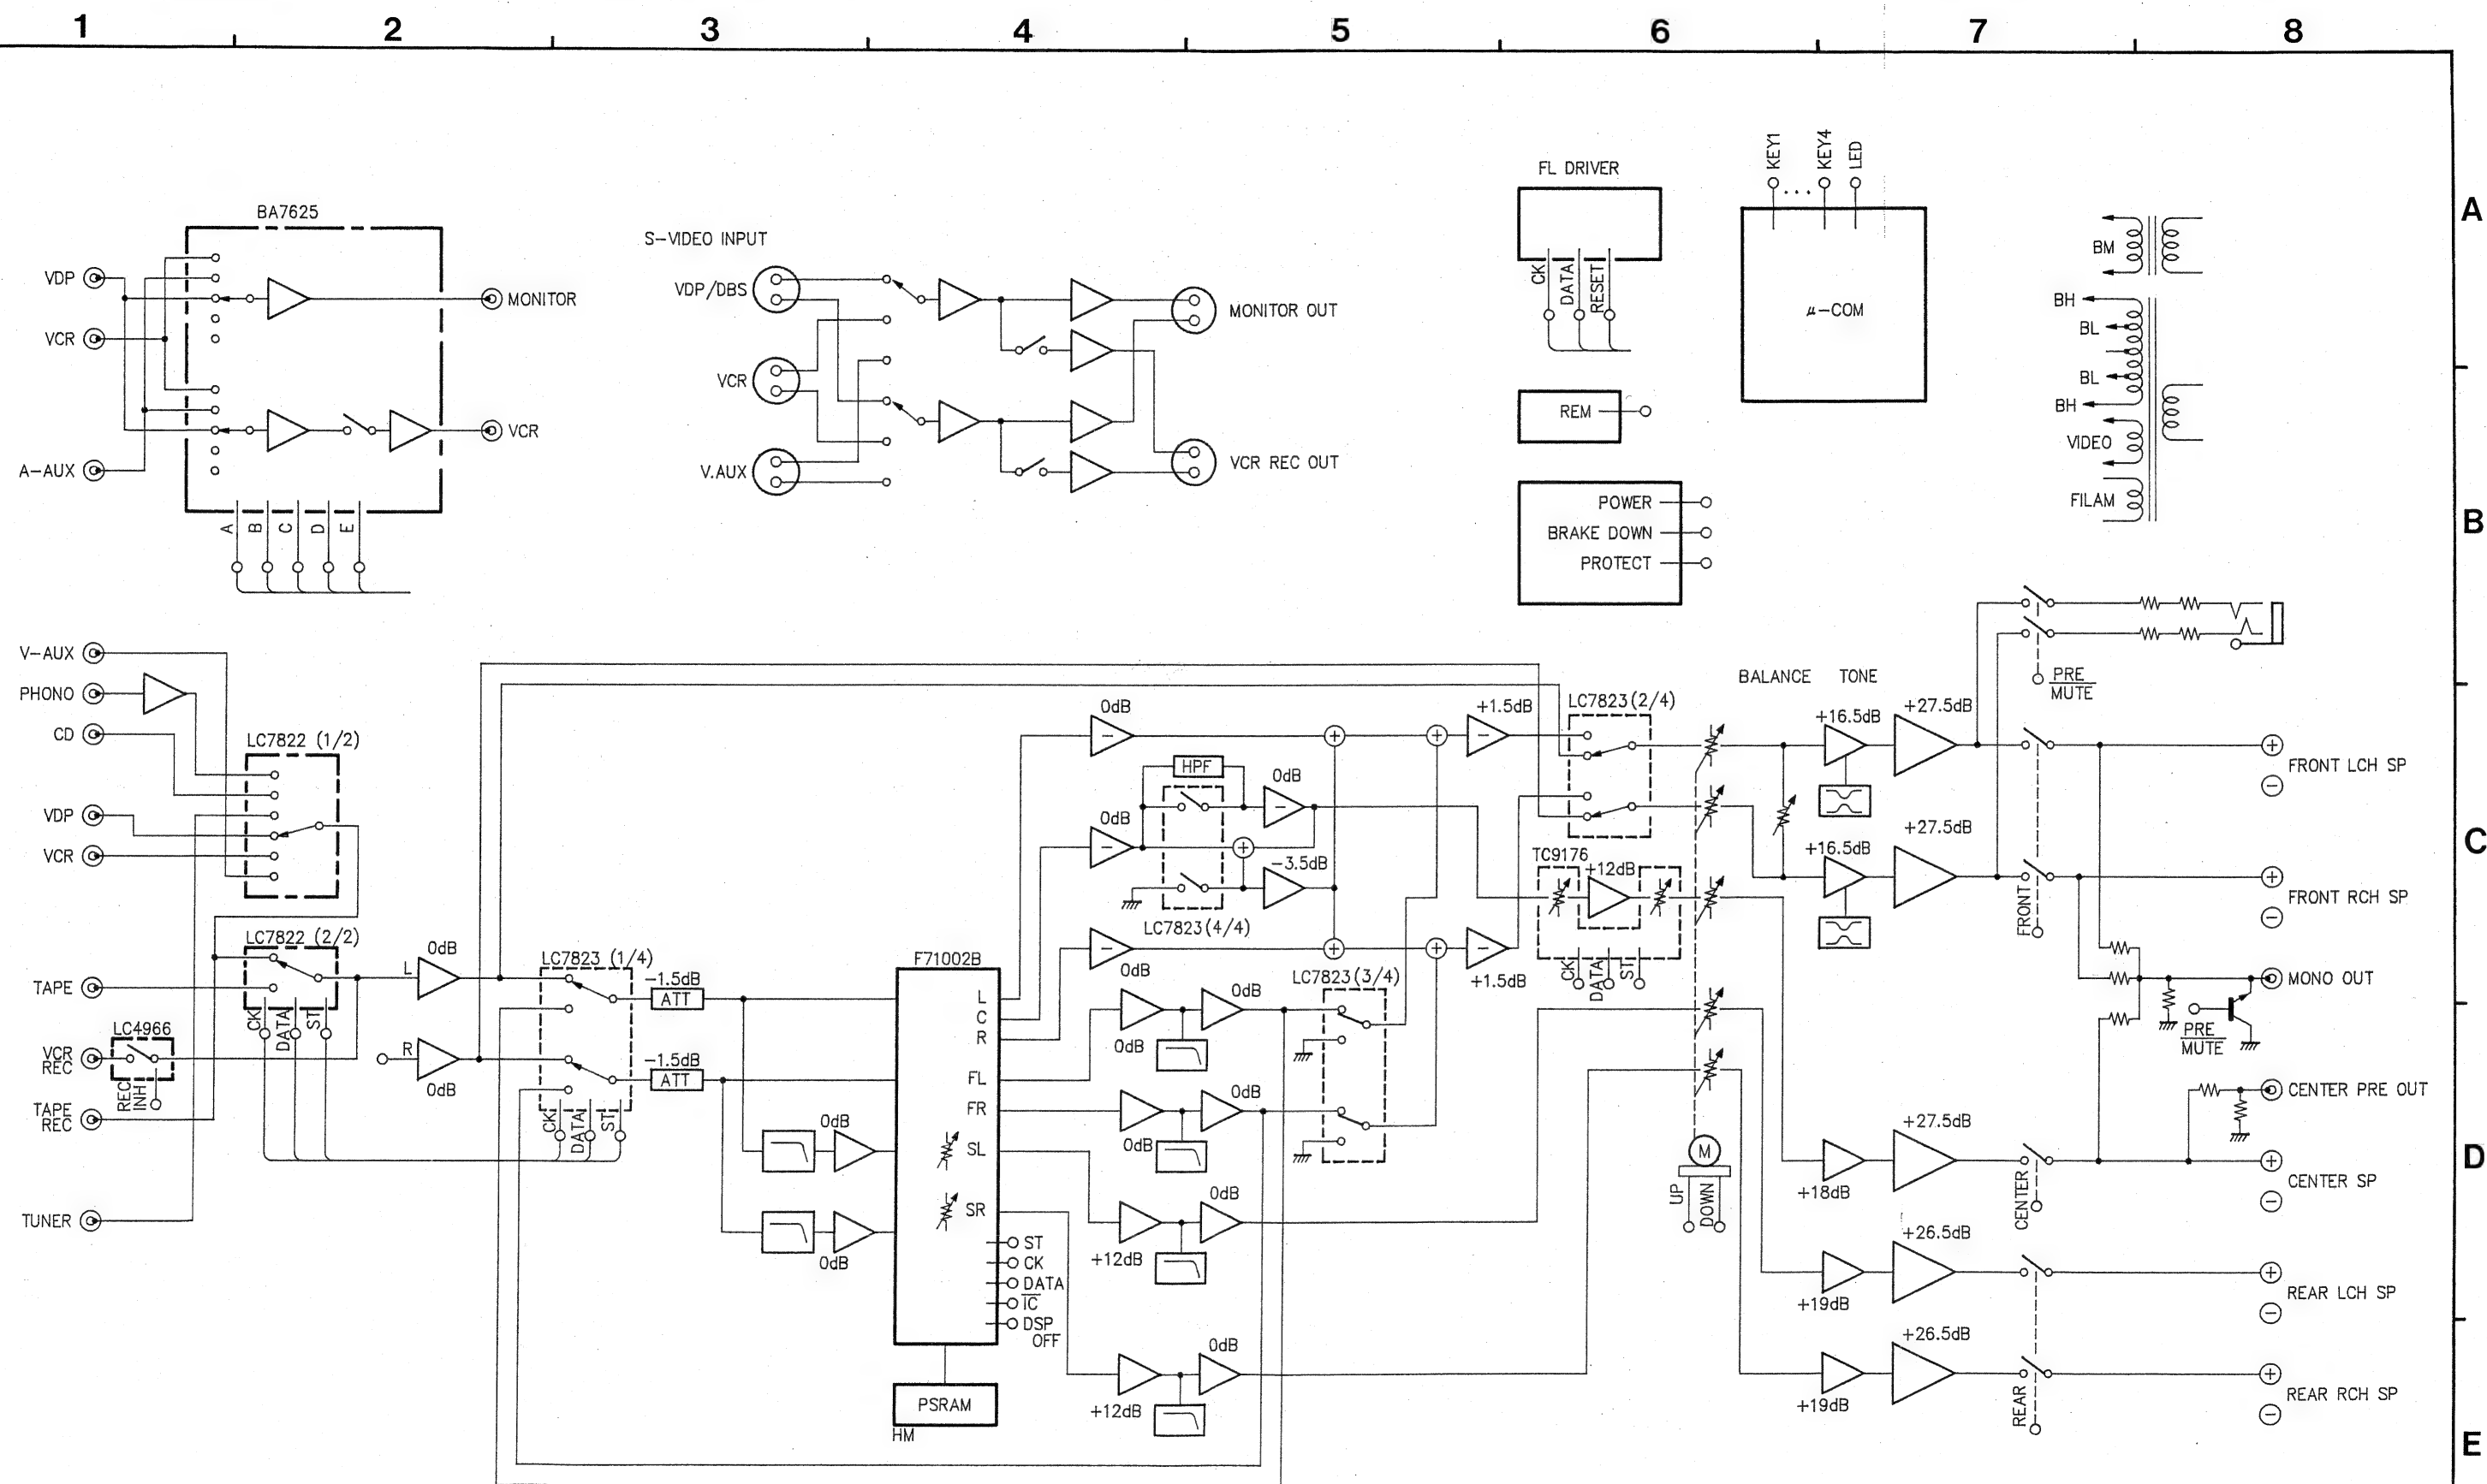 1 2 3 4 5 6 7 8
A
B
C
D
E
BA7625
VDP
VCR
A-AUX
MONITOR
VCR
A B C D E
S-VIDEO INPUT
VDP/DBS
VCR
V.AUX
MONITOR OUT
VCR REC OUT
FL DRIVER
CK DATA RESET
REM
POWER
BRAKE DOWN
PROTECT
KEY1 ... KEY4 LED
μ-COM
BM
BH
BL
BL
BH
VIDEO
FILAM
V-AUX
PHONO
CD
VDP
VCR
TAPE
VCR
REC
TAPE
REC
TUNER
LC7822 (1/2)
LC7822 (2/2)
CK DATA ST
LC4966
REC
INH
L
0dB
R
0dB
LC7823 (1/4)
CK DATA ST
-1.5dB
ATT
-1.5dB
ATT
0dB
0dB
F71002B
L
C
R
FL
FR
SL
SR
ST
CK
DATA
IC
DSP
OFF
PSRAM
HM
0dB
0dB
HPF
0dB
-3.5dB
LC7823(4/4)
0dB
0dB
0dB
0dB
0dB
+12dB
0dB
+12dB
0dB
LC7823(3/4)
+1.5dB
+1.5dB
LC7823(2/4)
TC9176
+12dB
CK DATA ST
M
UP DOWN
BALANCE TONE
+16.5dB
+27.5dB
+16.5dB
+27.5dB
+18dB
+27.5dB
+19dB
+26.5dB
+19dB
+26.5dB
PRE
MUTE
FRONT
CENTER
REAR
FRONT LCH SP
FRONT RCH SP
MONO OUT
PRE
MUTE
CENTER PRE OUT
CENTER SP
REAR LCH SP
REAR RCH SP